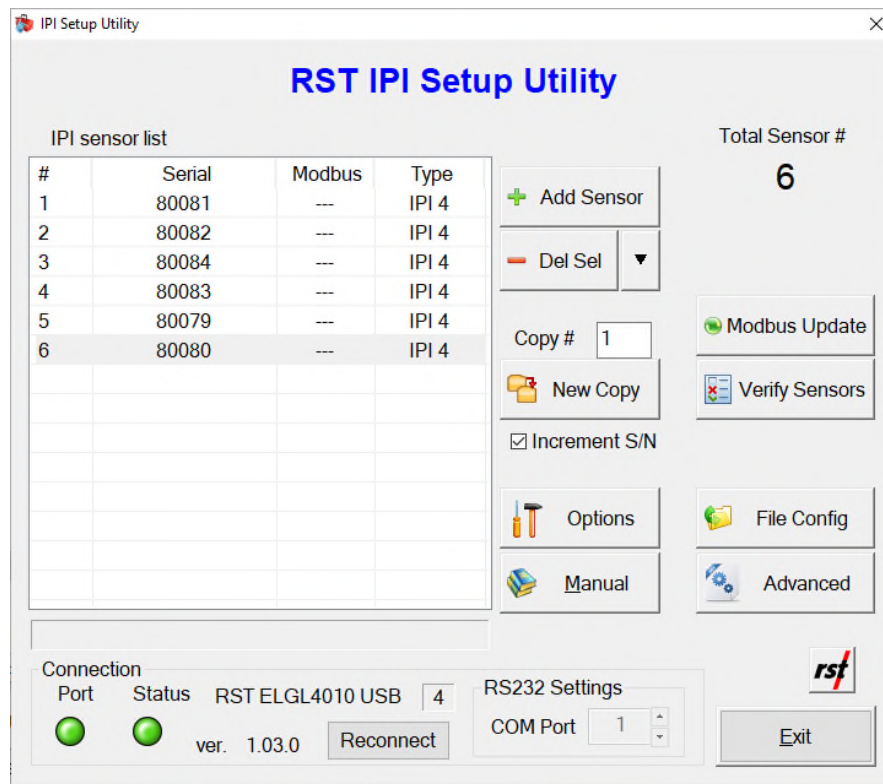 IPI Setup Utility
RST IPI Setup Utility
IPI sensor list
Total Sensor #
6
# Serial Modbus Type
1 80081 --- IPI 4
2 80082 --- IPI 4
3 80084 --- IPI 4
4 80083 --- IPI 4
5 80079 --- IPI 4
6 80080 --- IPI 4
Add Sensor
Del Sel
Copy # 1
Modbus Update
New Copy
Verify Sensors
Increment S/N
Options
File Config
Manual
Advanced
rst
Connection
Port Status RST ELGL4010 USB 4
ver. 1.03.0 Reconnect
RS232 Settings
COM Port 1
Exit